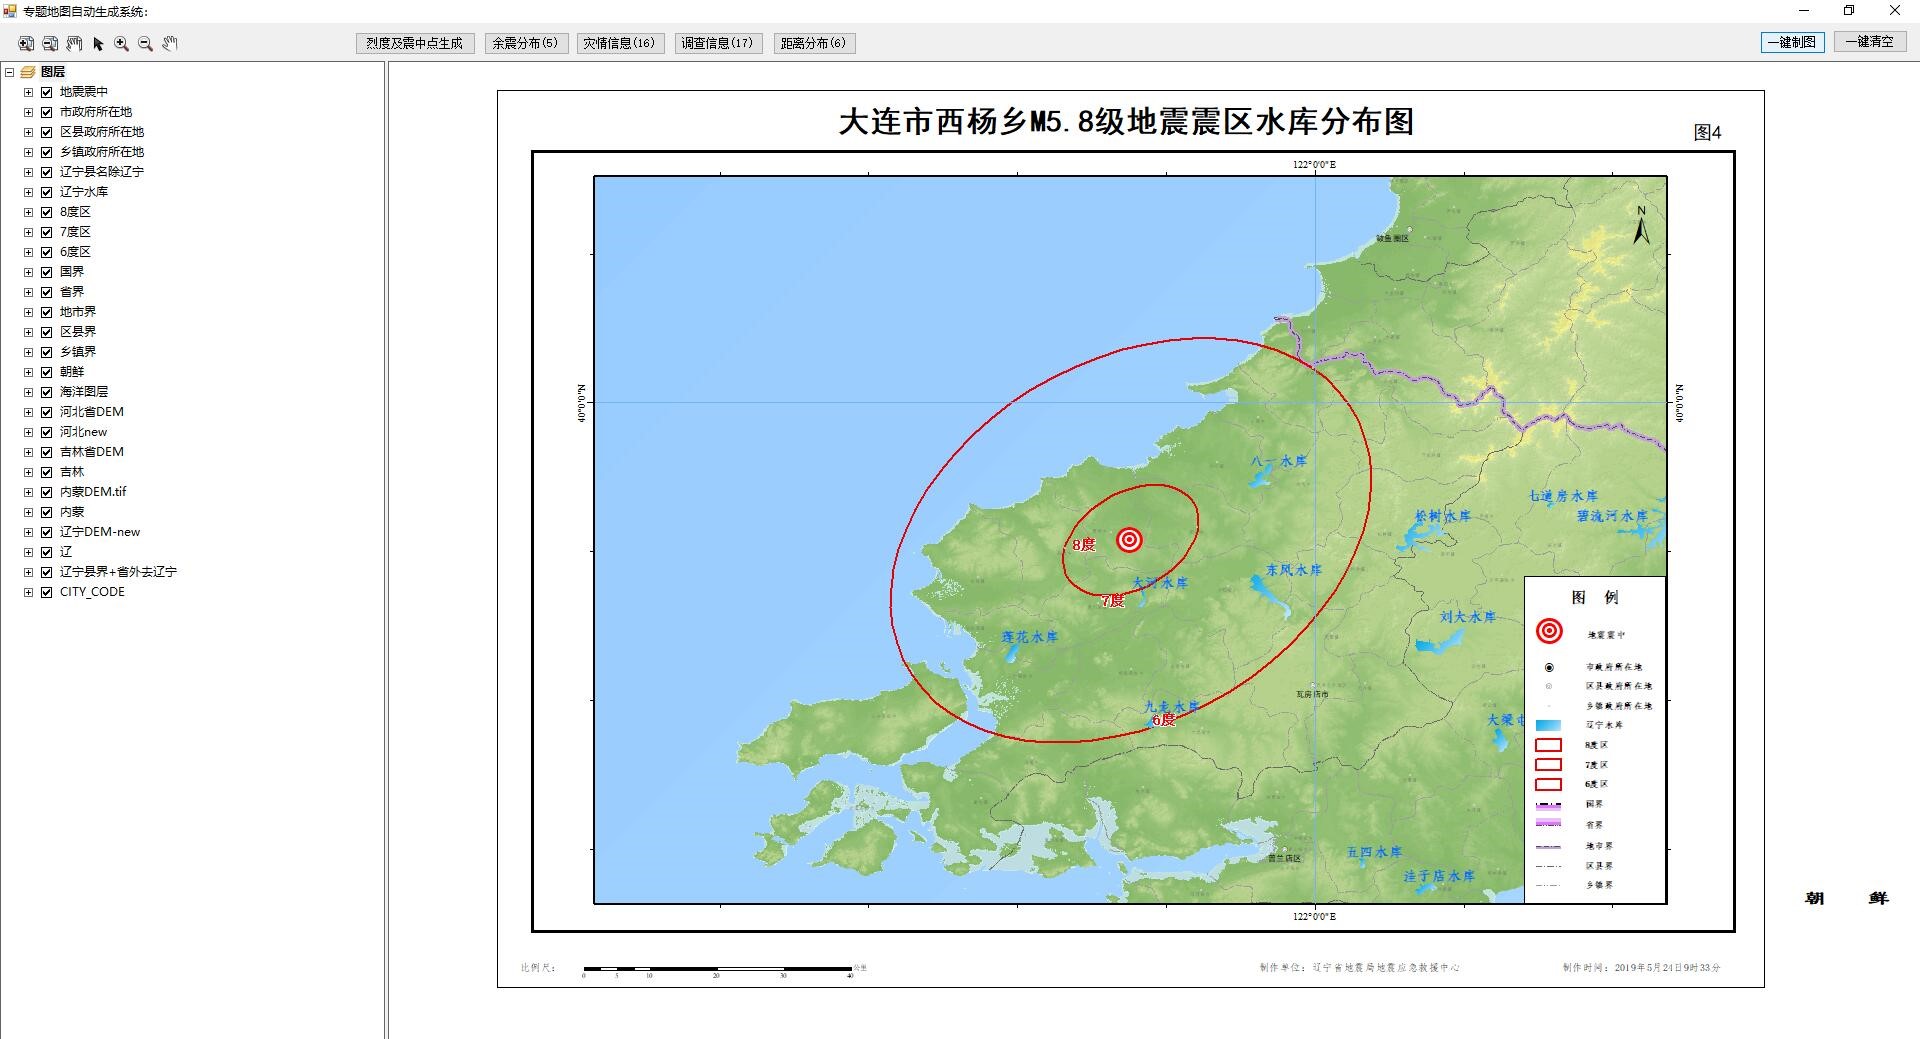 专题地图自动生成系统:
烈度及震中点生成
余震分布(5)
灾情信息(16)
调查信息(17)
距离分布(6)
一键制图
一键清空
图层
地震震中
市政府所在地
区县政府所在地
乡镇政府所在地
辽宁县名除辽宁
辽宁水库
8度区
7度区
6度区
国界
省界
地市界
区县界
乡镇界
朝鲜
海洋图层
河北省DEM
河北new
吉林省DEM
吉林
内蒙DEM.tif
内蒙
辽宁DEM-new
辽
辽宁县界+省外去辽宁
CITY_CODE
大连市西杨乡M5.8级地震震区水库分布图
图4
122°0'0"E
N
鲅鱼圈区
40°0'0"N
40°0'0"N
八一水库
七道房水库
松树水库
碧流河水库
8度
大河水库
东风水库
7度
刘大水库
莲花水库
瓦房店市
九龙水库
6度
大梁屯
五四水库
普兰店区
洼子店水库
图 例
地震震中
市政府所在地
区县政府所在地
乡镇政府所在地
辽宁水库
8度区
7度区
6度区
国界
省界
地市界
区县界
乡镇界
122°0'0"E
朝 鲜
比例尺:
0 5 10 20 30 40 公里
制作单位: 辽宁省地震局地震应急救援中心
制作时间: 2019年5月24日9时33分